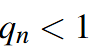 qₙ < 1